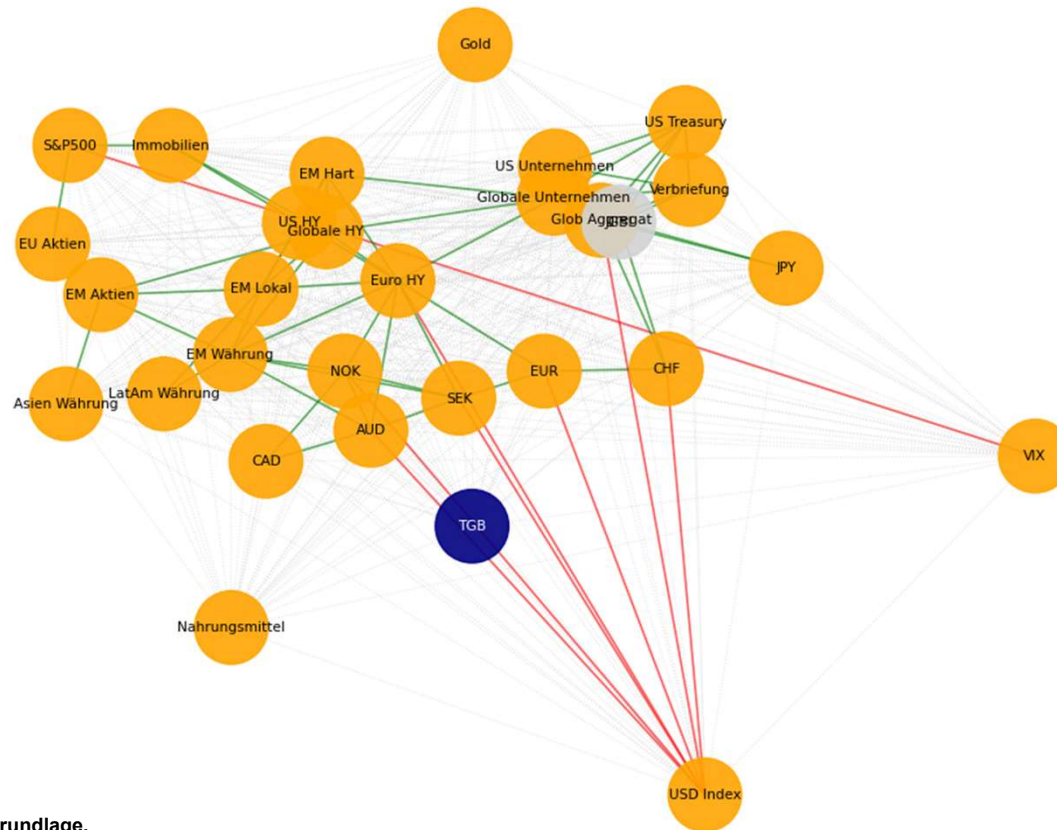 Gold
US Treasury
S&P500
Immobilien
US Unternehmen
EM Hart
Verbriefung
Globale Unternehmen
US HY
Glob Aggregat
Globale HY
EU Aktien
JPY
Euro HY
EM Lokal
EM Aktien
EM Währung
NOK
EUR
CHF
LatAm Währung
SEK
Asien Währung
AUD
VIX
CAD
TGB
Nahrungsmittel
USD Index
rundlage.